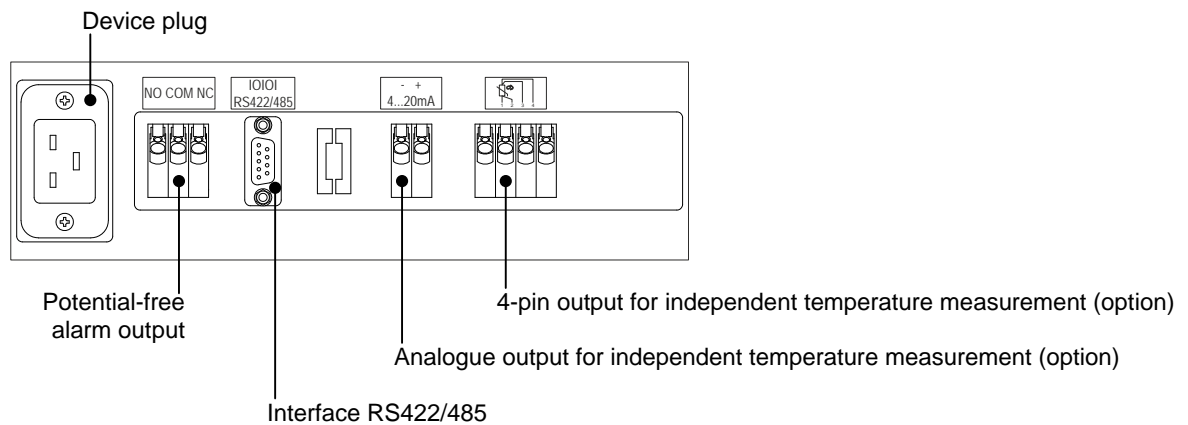 Device plug
NO COM NC
IOIOI
RS422/485
- +
4...20mA
Potential-free
alarm output
4-pin output for independent temperature measurement (option)
Analogue output for independent temperature measurement (option)
Interface RS422/485